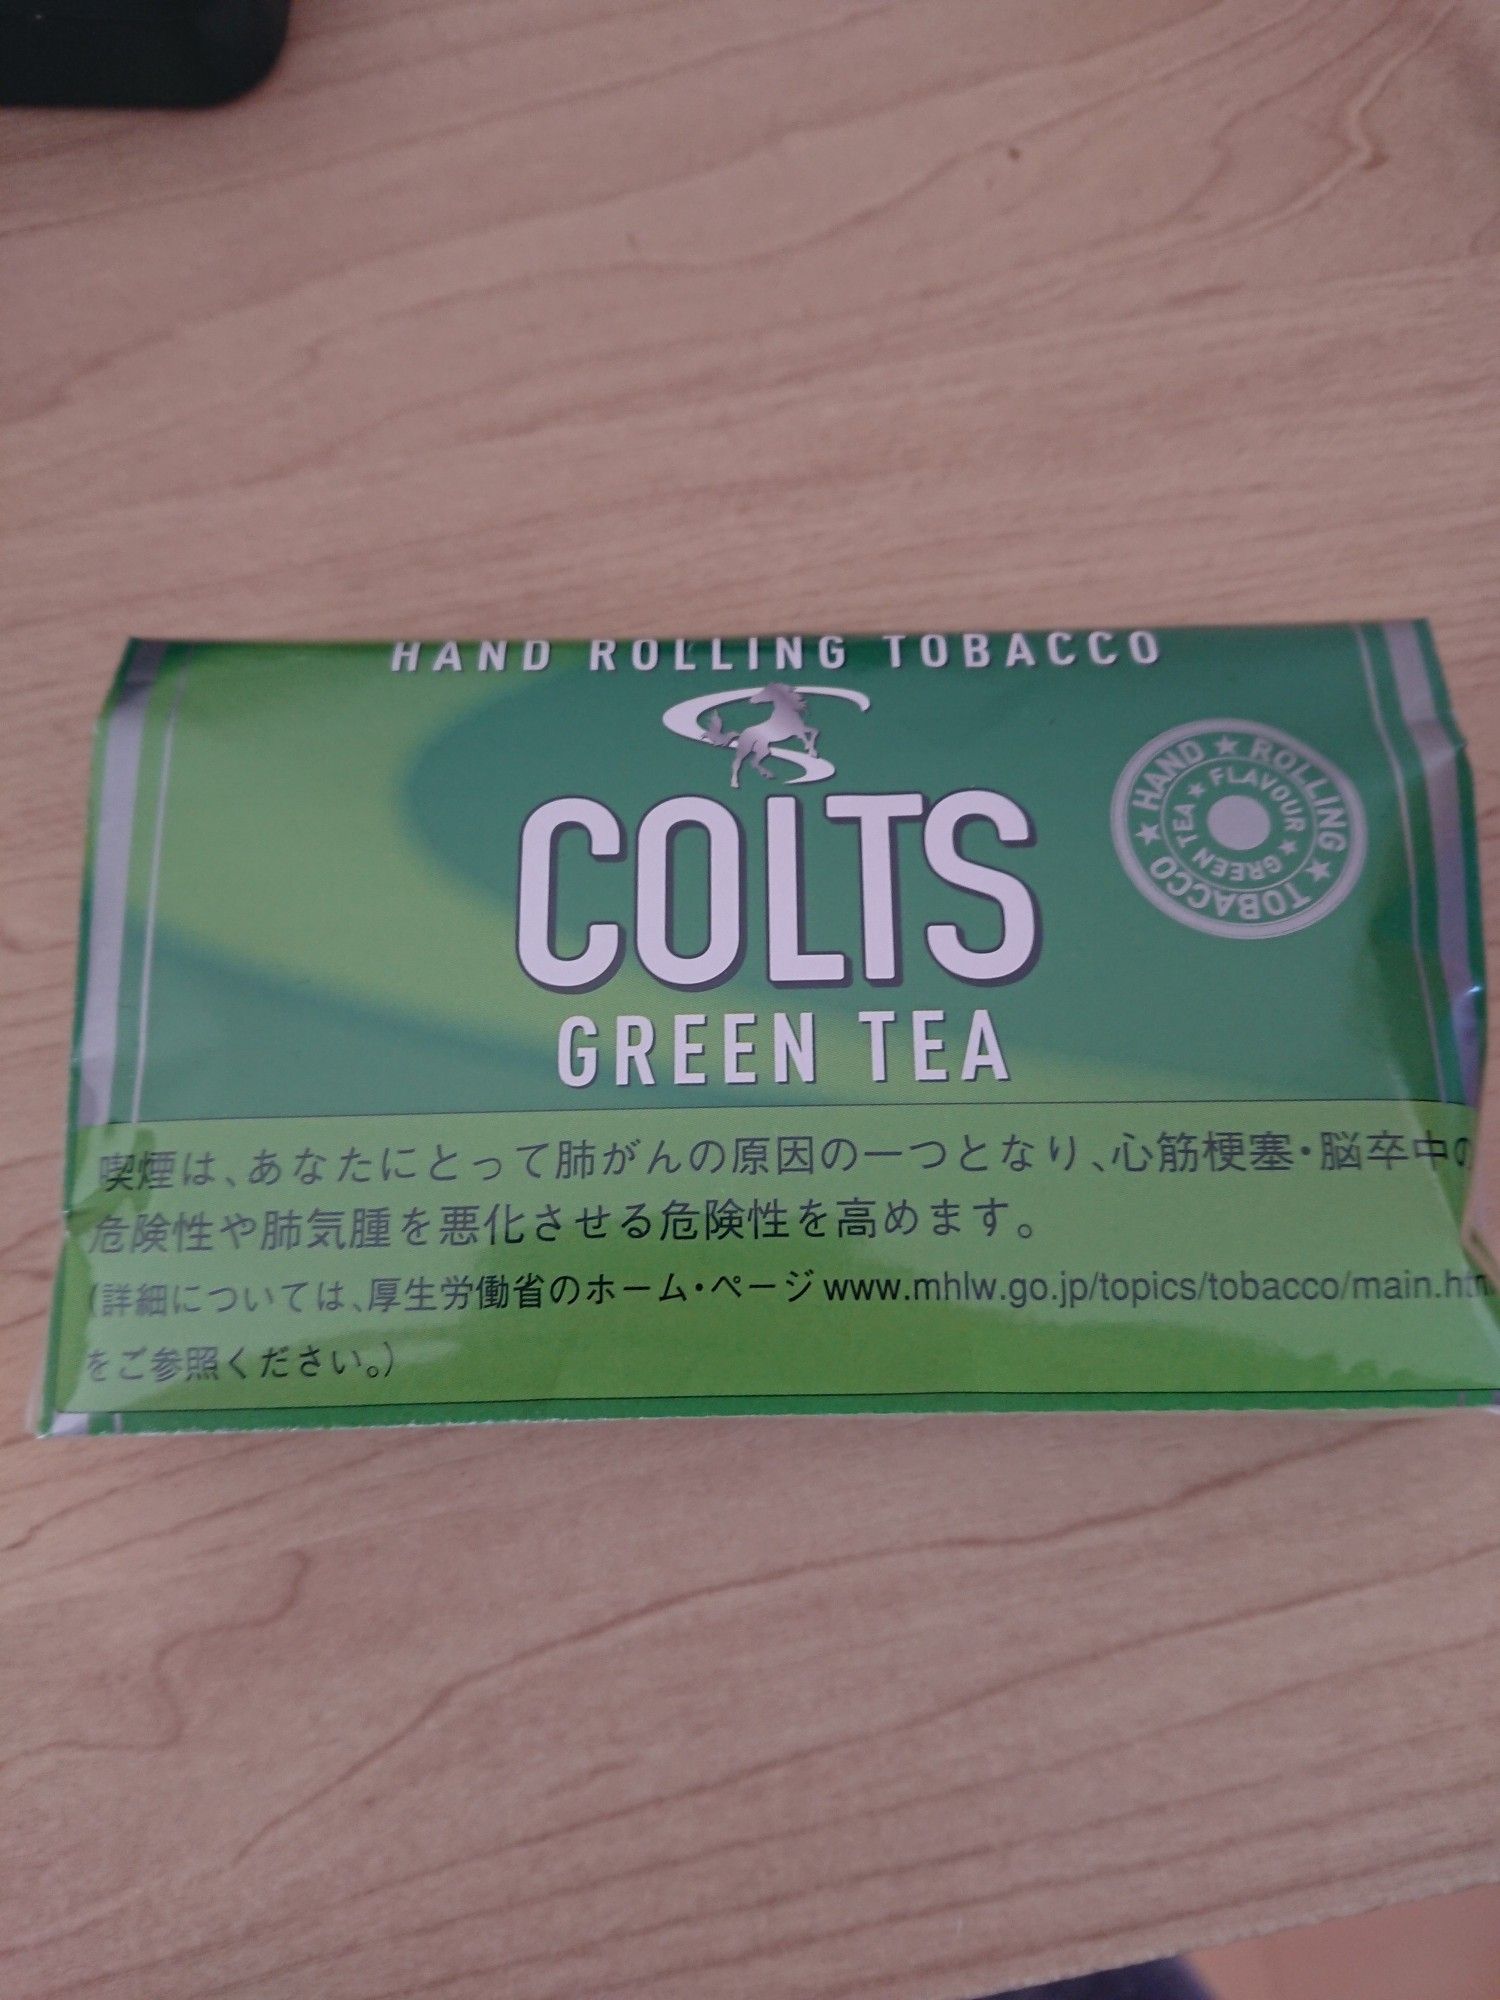 HAND ROLLING TOBACCO
COLTS
GREEN TEA
HAND ★ ROLLING ★ TOBACCO ★
FLAVOUR ★ GREEN TEA ★
喫煙は、あなたにとって肺がんの原因の一つとなり、心筋梗塞・脳卒中の
危険性や肺気腫を悪化させる危険性を高めます。
(詳細については、厚生労働省のホーム・ページ www.mhlw.go.jp/topics/tobacco/main.htm
をご参照ください。)